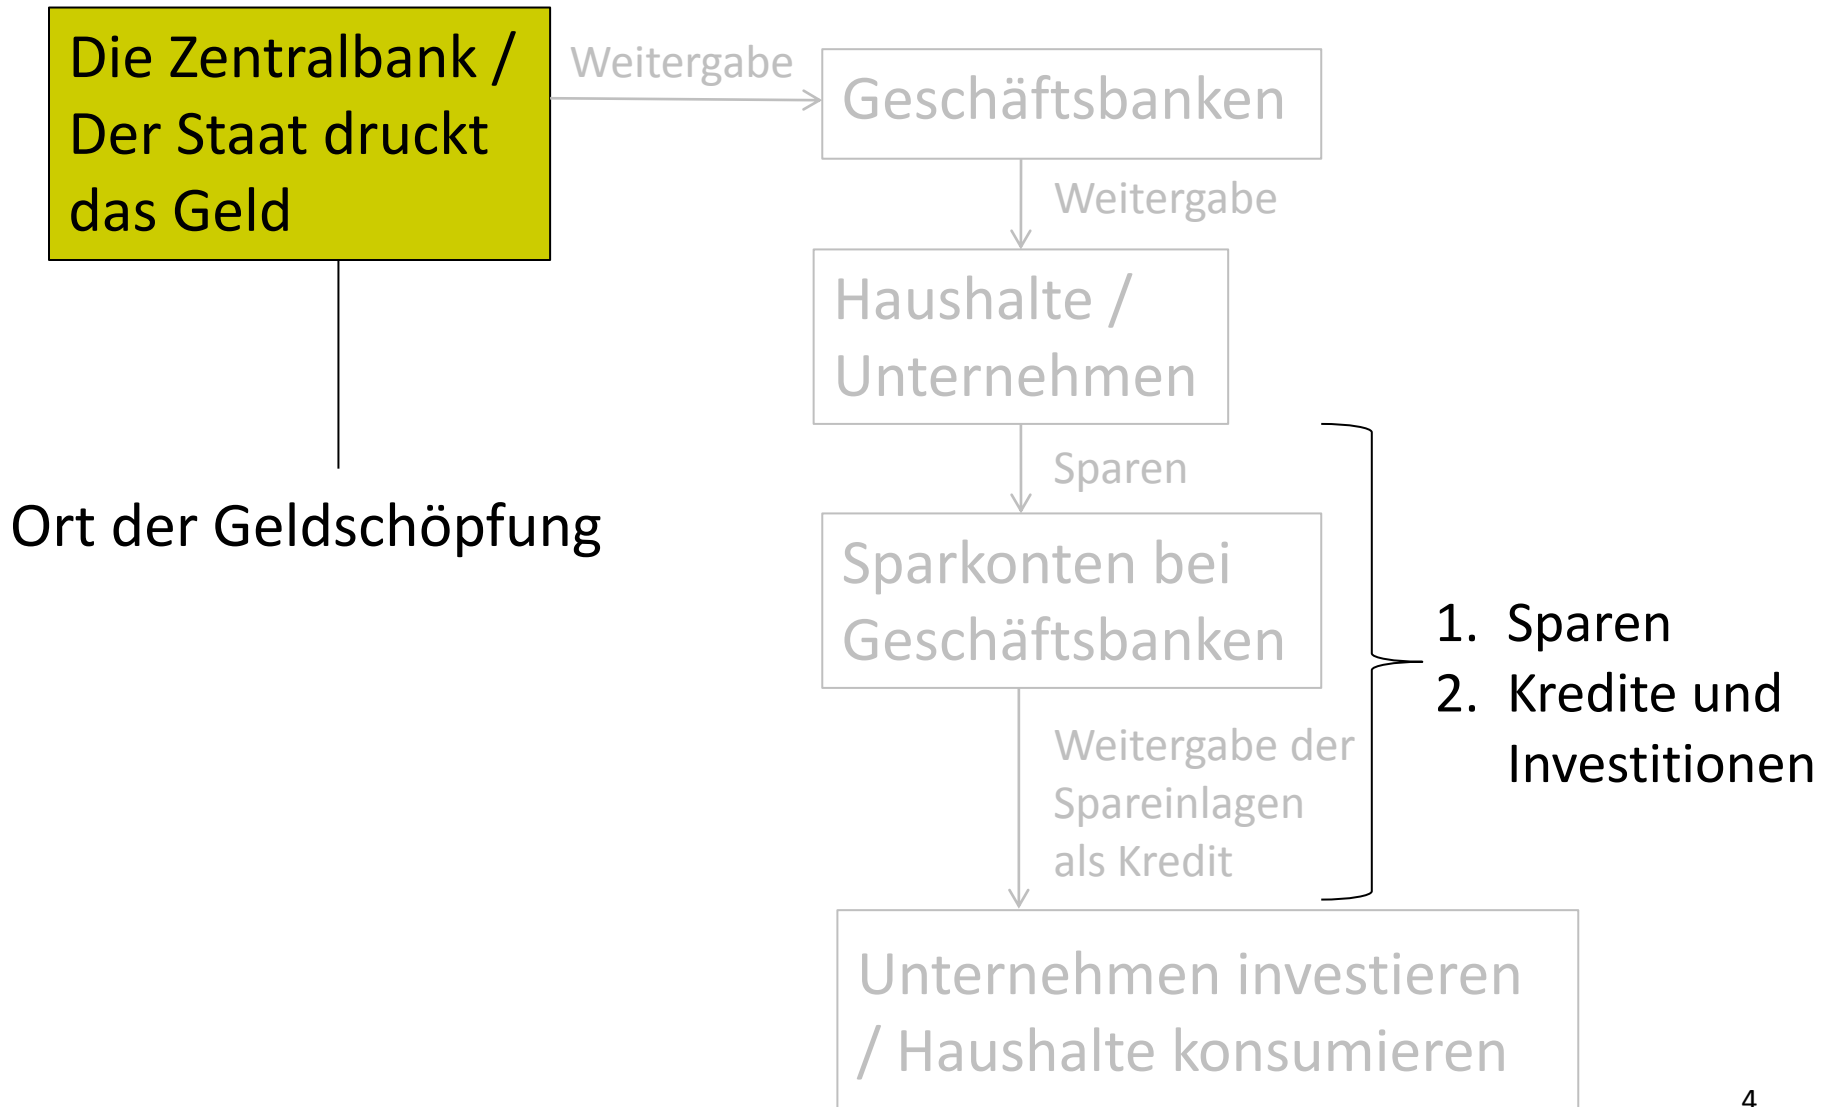 Die Zentralbank /
Der Staat druckt
das Geld
Weitergabe
Geschäftsbanken
Weitergabe
Haushalte /
Unternehmen
Sparen
Ort der Geldschöpfung
Sparkonten bei
Geschäftsbanken
1. Sparen
2. Kredite und
Investitionen
Weitergabe der
Spareinlagen
als Kredit
Unternehmen investieren
/ Haushalte konsumieren
4